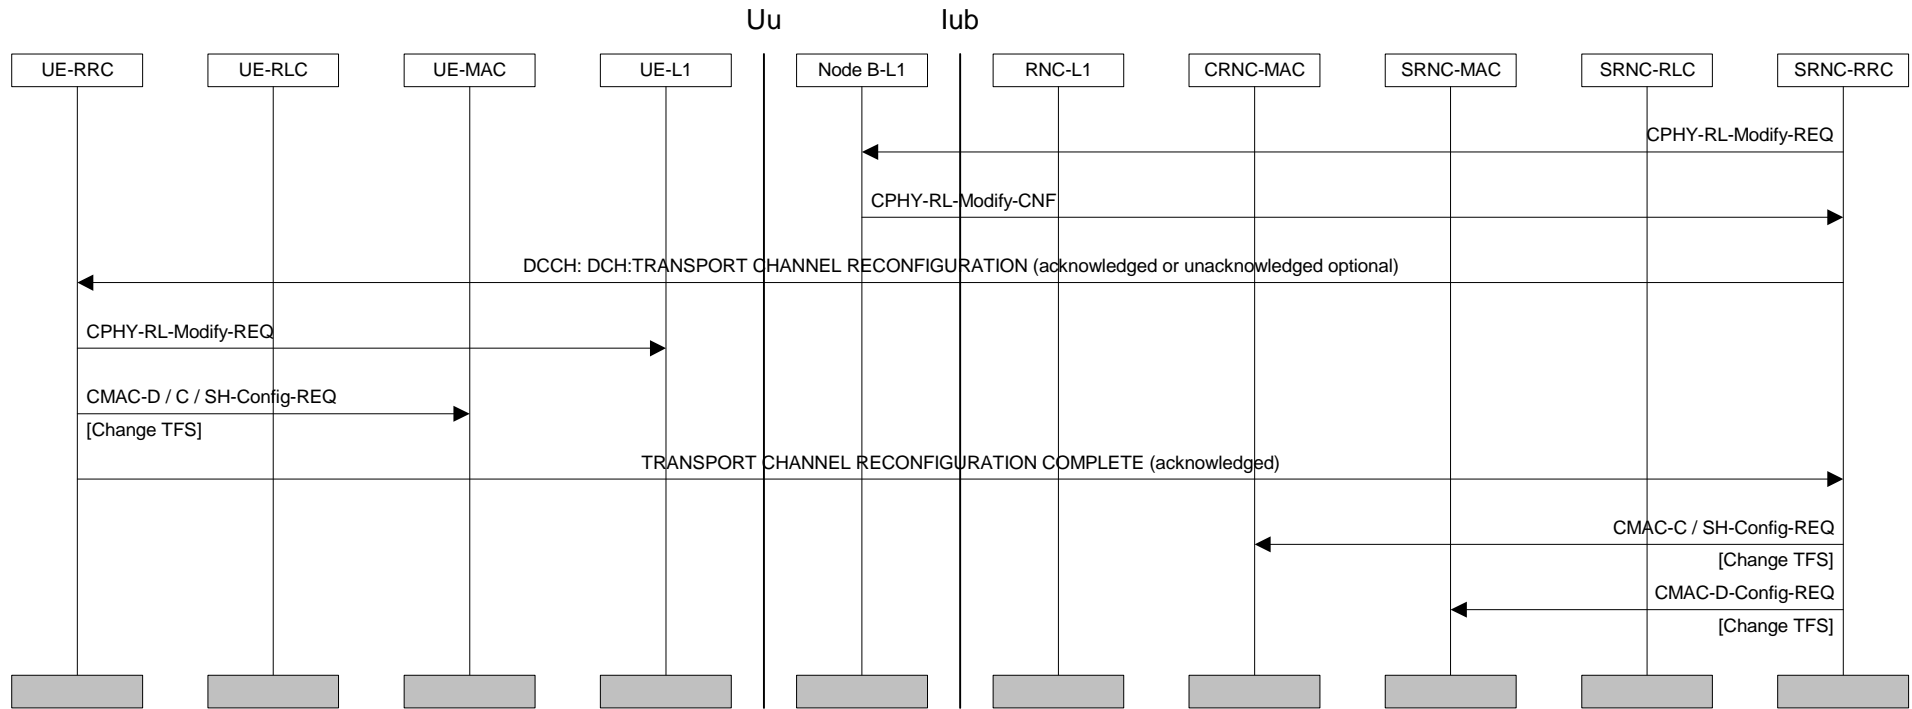 Uu
Iub
UE-RRC
UE-RLC
UE-MAC
UE-L1
Node B-L1
RNC-L1
CRNC-MAC
SRNC-MAC
SRNC-RLC
SRNC-RRC
CPHY-RL-Modify-REQ
CPHY-RL-Modify-CNF
DCCH: DCH:TRANSPORT CHANNEL RECONFIGURATION (acknowledged or unacknowledged optional)
CPHY-RL-Modify-REQ
CMAC-D / C / SH-Config-REQ
[Change TFS]
TRANSPORT CHANNEL RECONFIGURATION COMPLETE (acknowledged)
CMAC-C / SH-Config-REQ
[Change TFS]
CMAC-D-Config-REQ
[Change TFS]